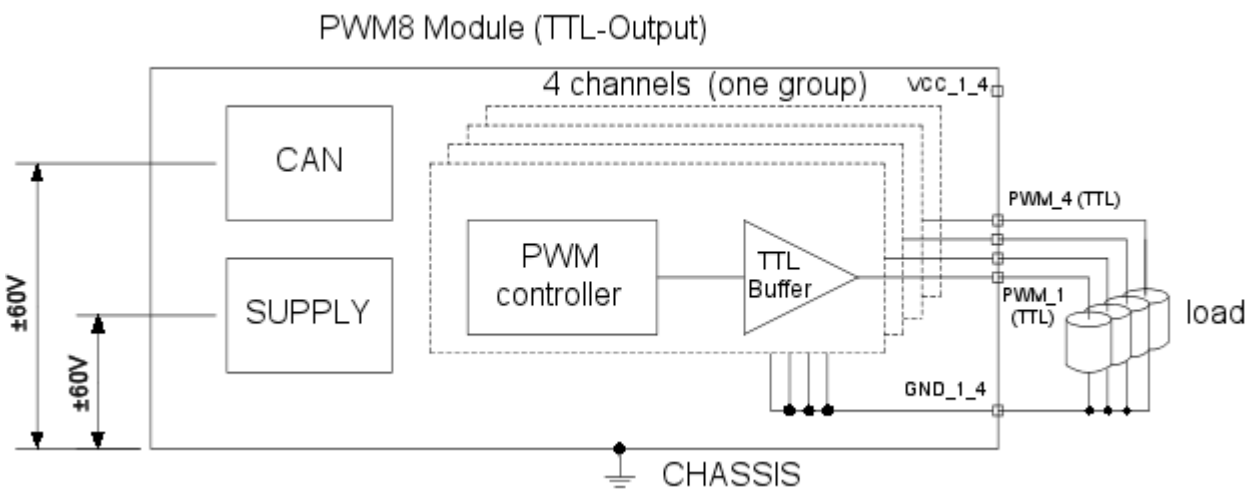 PWM8 Module (TTL-Output)
4 channels (one group)
VCC_1_4
CAN
PWM_4 (TTL)
PWM
controller
TTL
Buffer
SUPPLY
PWM_1
(TTL)
load
±60V
±60V
GND_1_4
CHASSIS